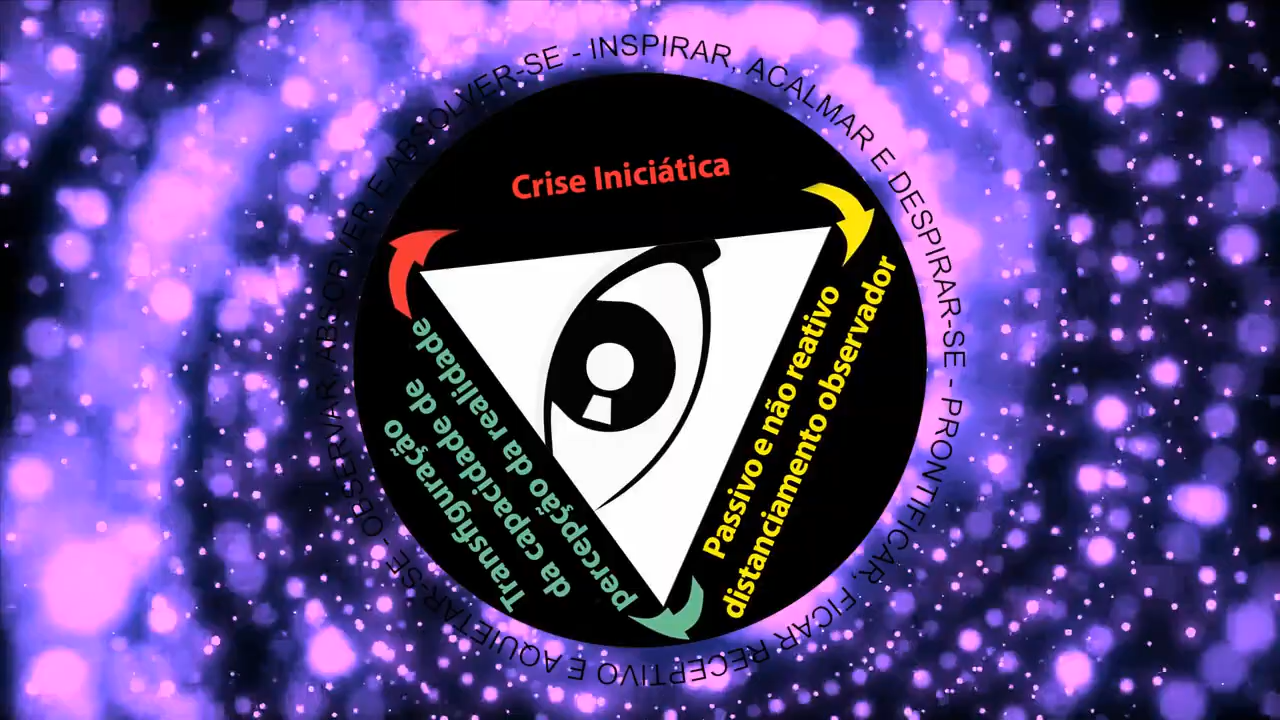 INSPIRAR, ACALMAR E DESPIRAR-SE - PRONTIFICAR, FICAR RECEPTIVO E AQUIETAR-SE - OBSERVAR, ABSORVER E ABSOLVER-SE -
Crise Iniciática
Passivo e não reativo
distanciamento observador
Transfiguração
da capacidade de
percepção da realidade